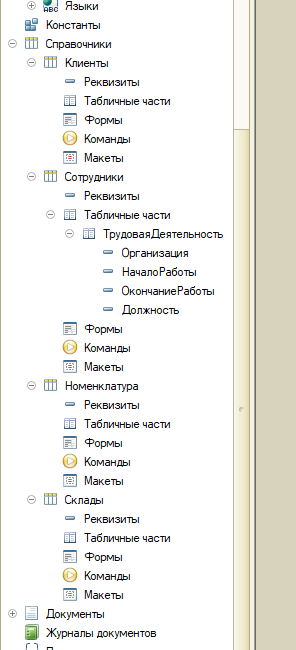 ABC Языки
Константы
Справочники
Клиенты
Реквизиты
Табличные части
Формы
Команды
Макеты
Сотрудники
Реквизиты
Табличные части
ТрудоваяДеятельность
Организация
НачалоРаботы
ОкончаниеРаботы
Должность
Формы
Команды
Макеты
Номенклатура
Реквизиты
Табличные части
Формы
Команды
Макеты
Склады
Реквизиты
Табличные части
Формы
Команды
Макеты
Документы
Журналы документов